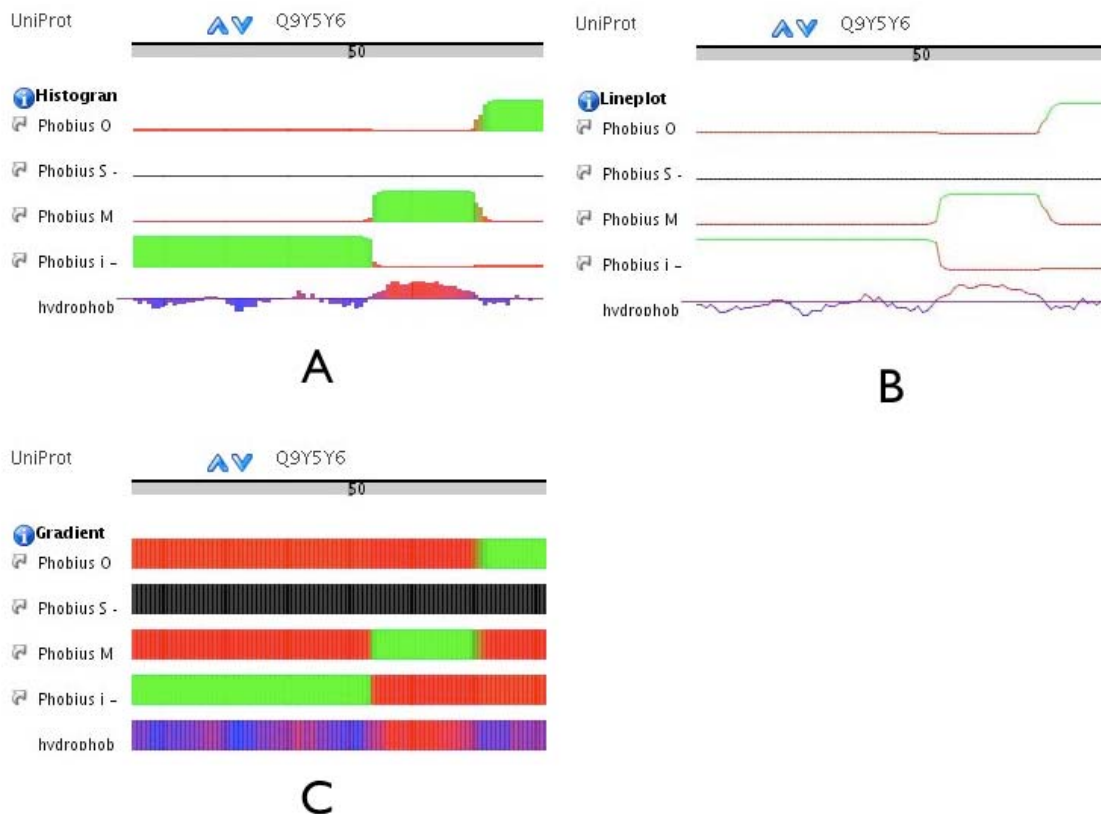 UniProt Q9Y5Y6
50
Histogran
Phobius O
Phobius S -
Phobius M
Phobius i -
hydrophob
A
UniProt Q9Y5Y6
50
Lineplot
Phobius O
Phobius S -
Phobius M
Phobius i -
hydrophob
B
UniProt Q9Y5Y6
50
Gradient
Phobius O
Phobius S -
Phobius M
Phobius i -
hydrophob
C